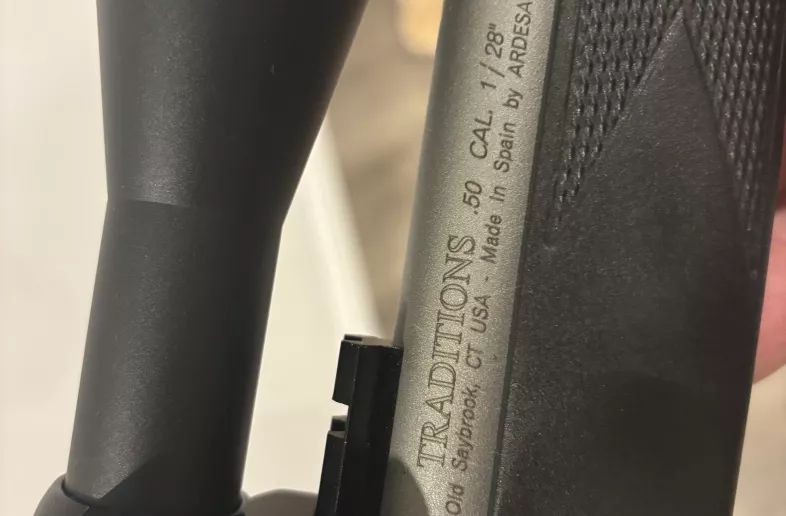 TRADITIONS .50 CAL. 1/28"
Old Saybrook, CT USA - Made In Spain by ARDESA